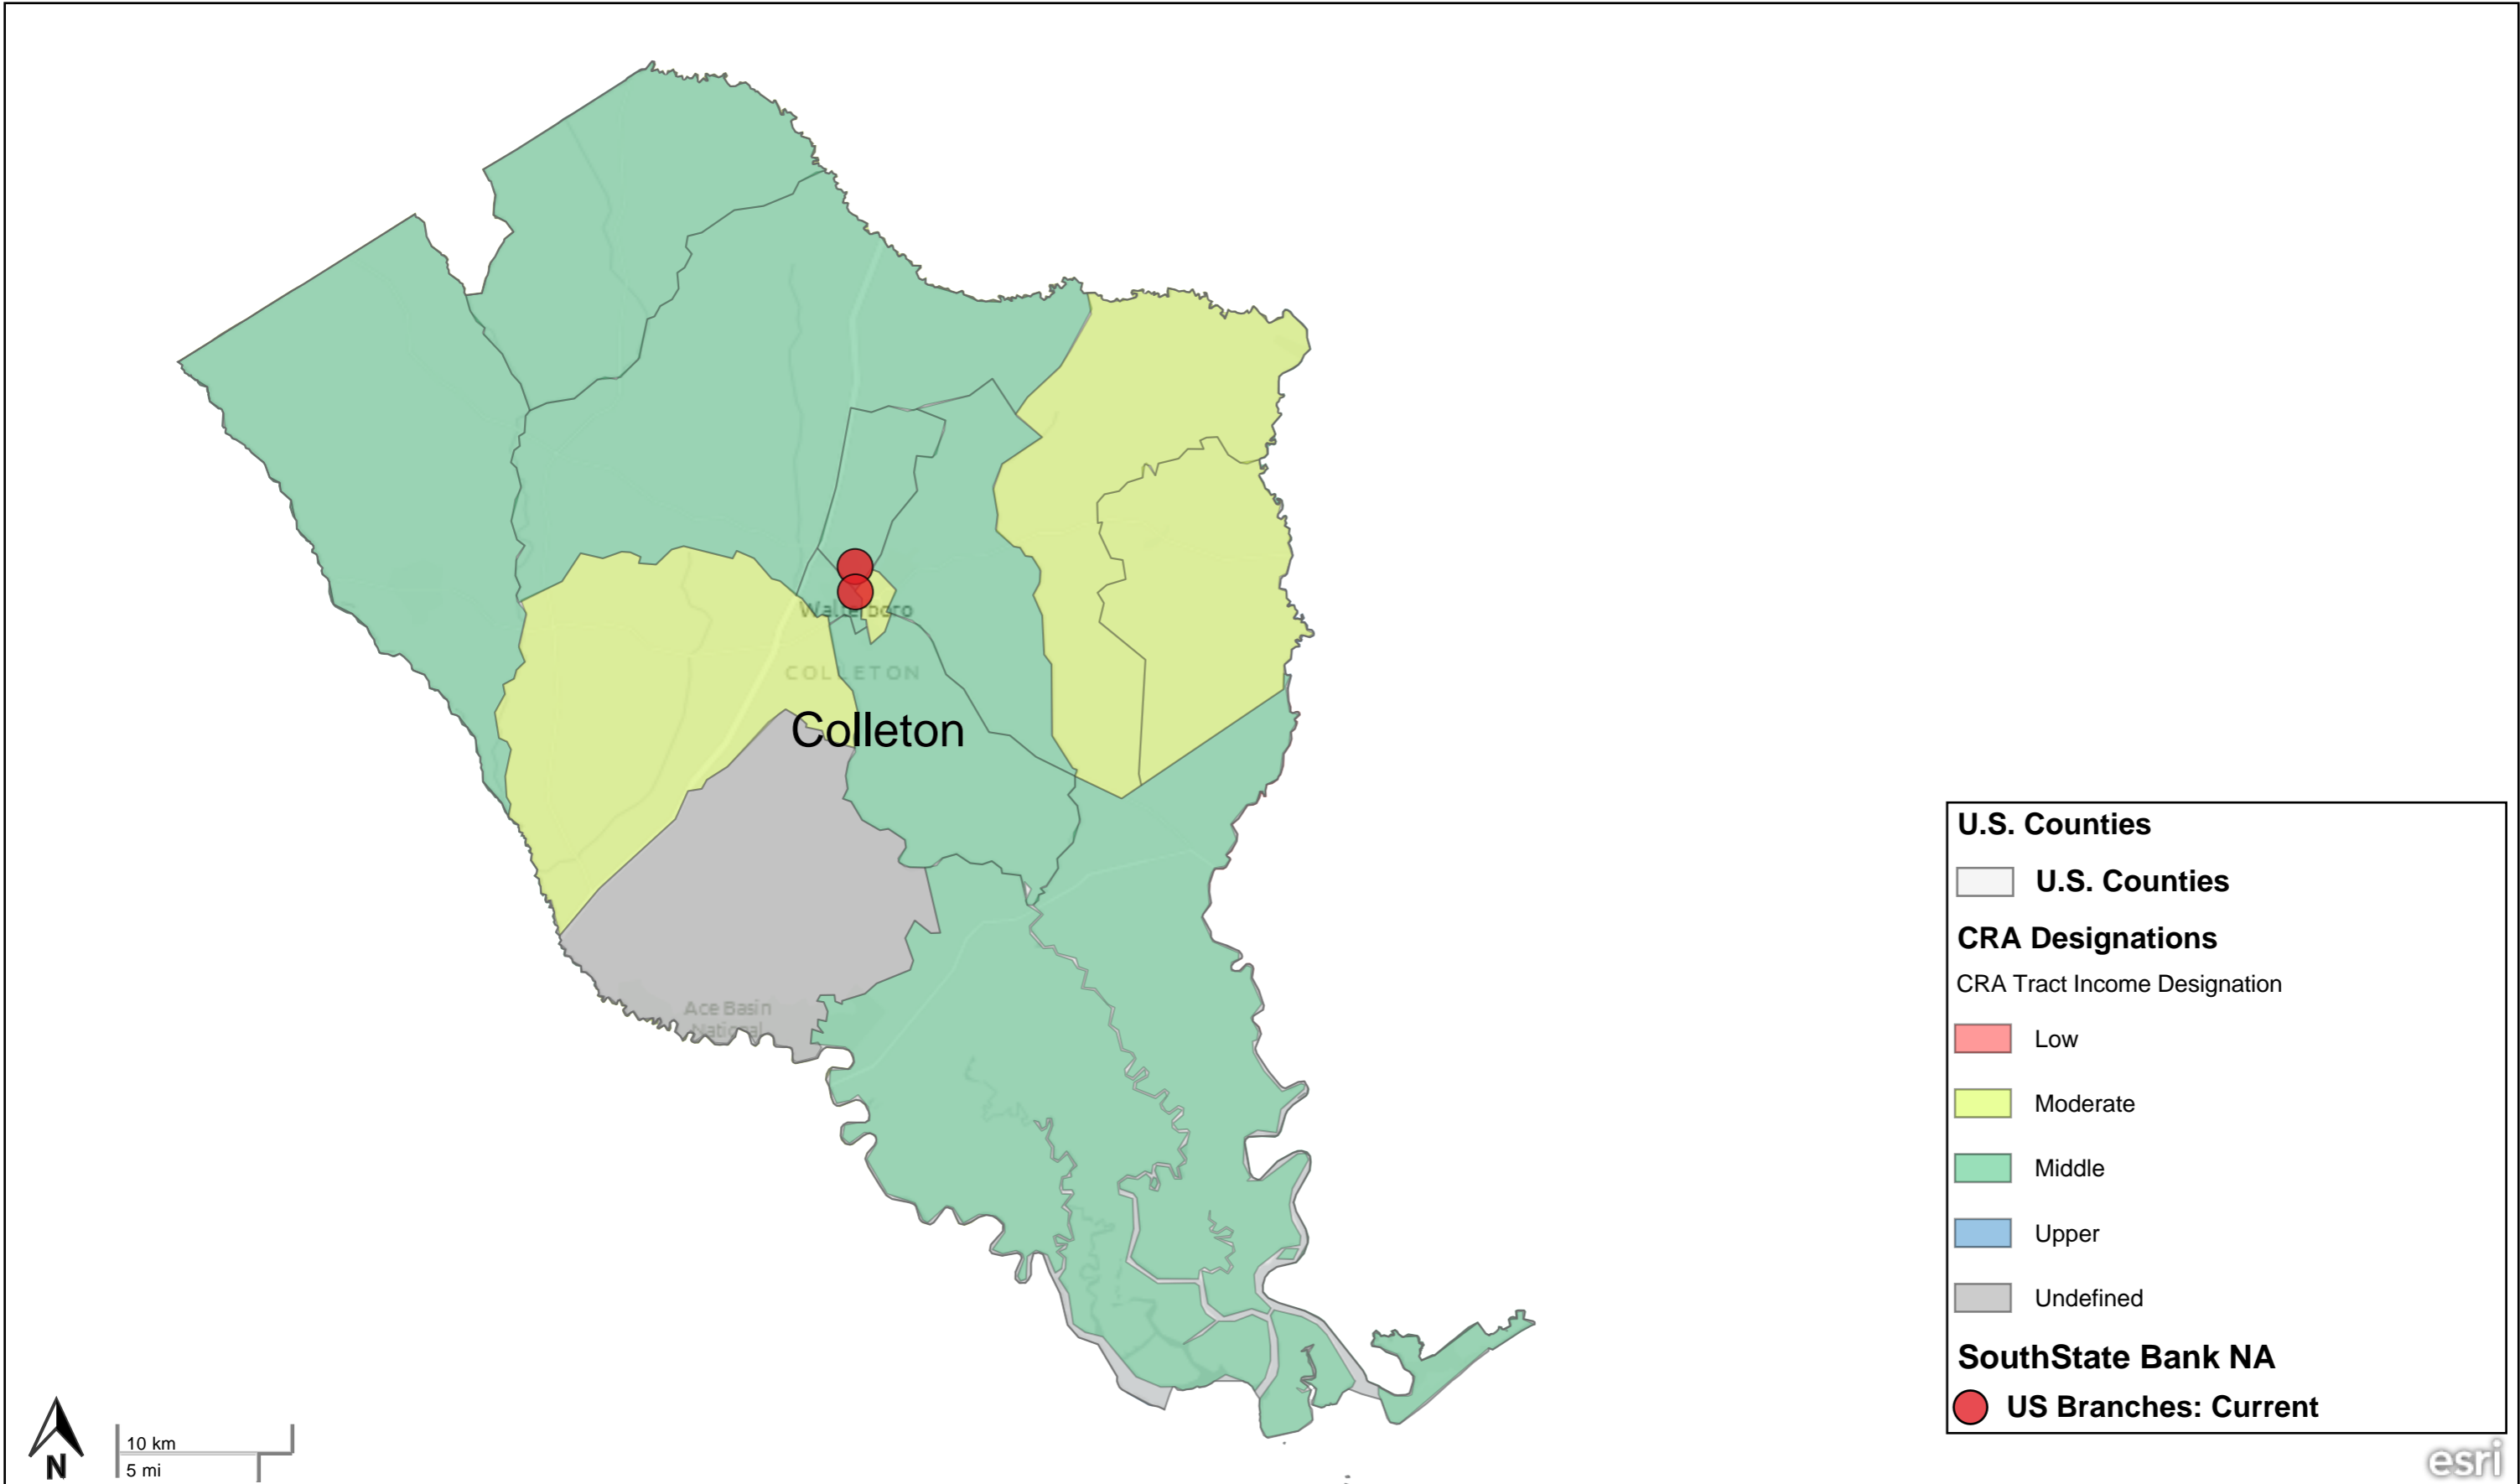 Walterboro
COLLETON
Colleton
Ace Basin
National
U.S. Counties
U.S. Counties
CRA Designations
CRA Tract Income Designation
Low
Moderate
Middle
Upper
Undefined
SouthState Bank NA
US Branches: Current
N
10 km
5 mi
esri